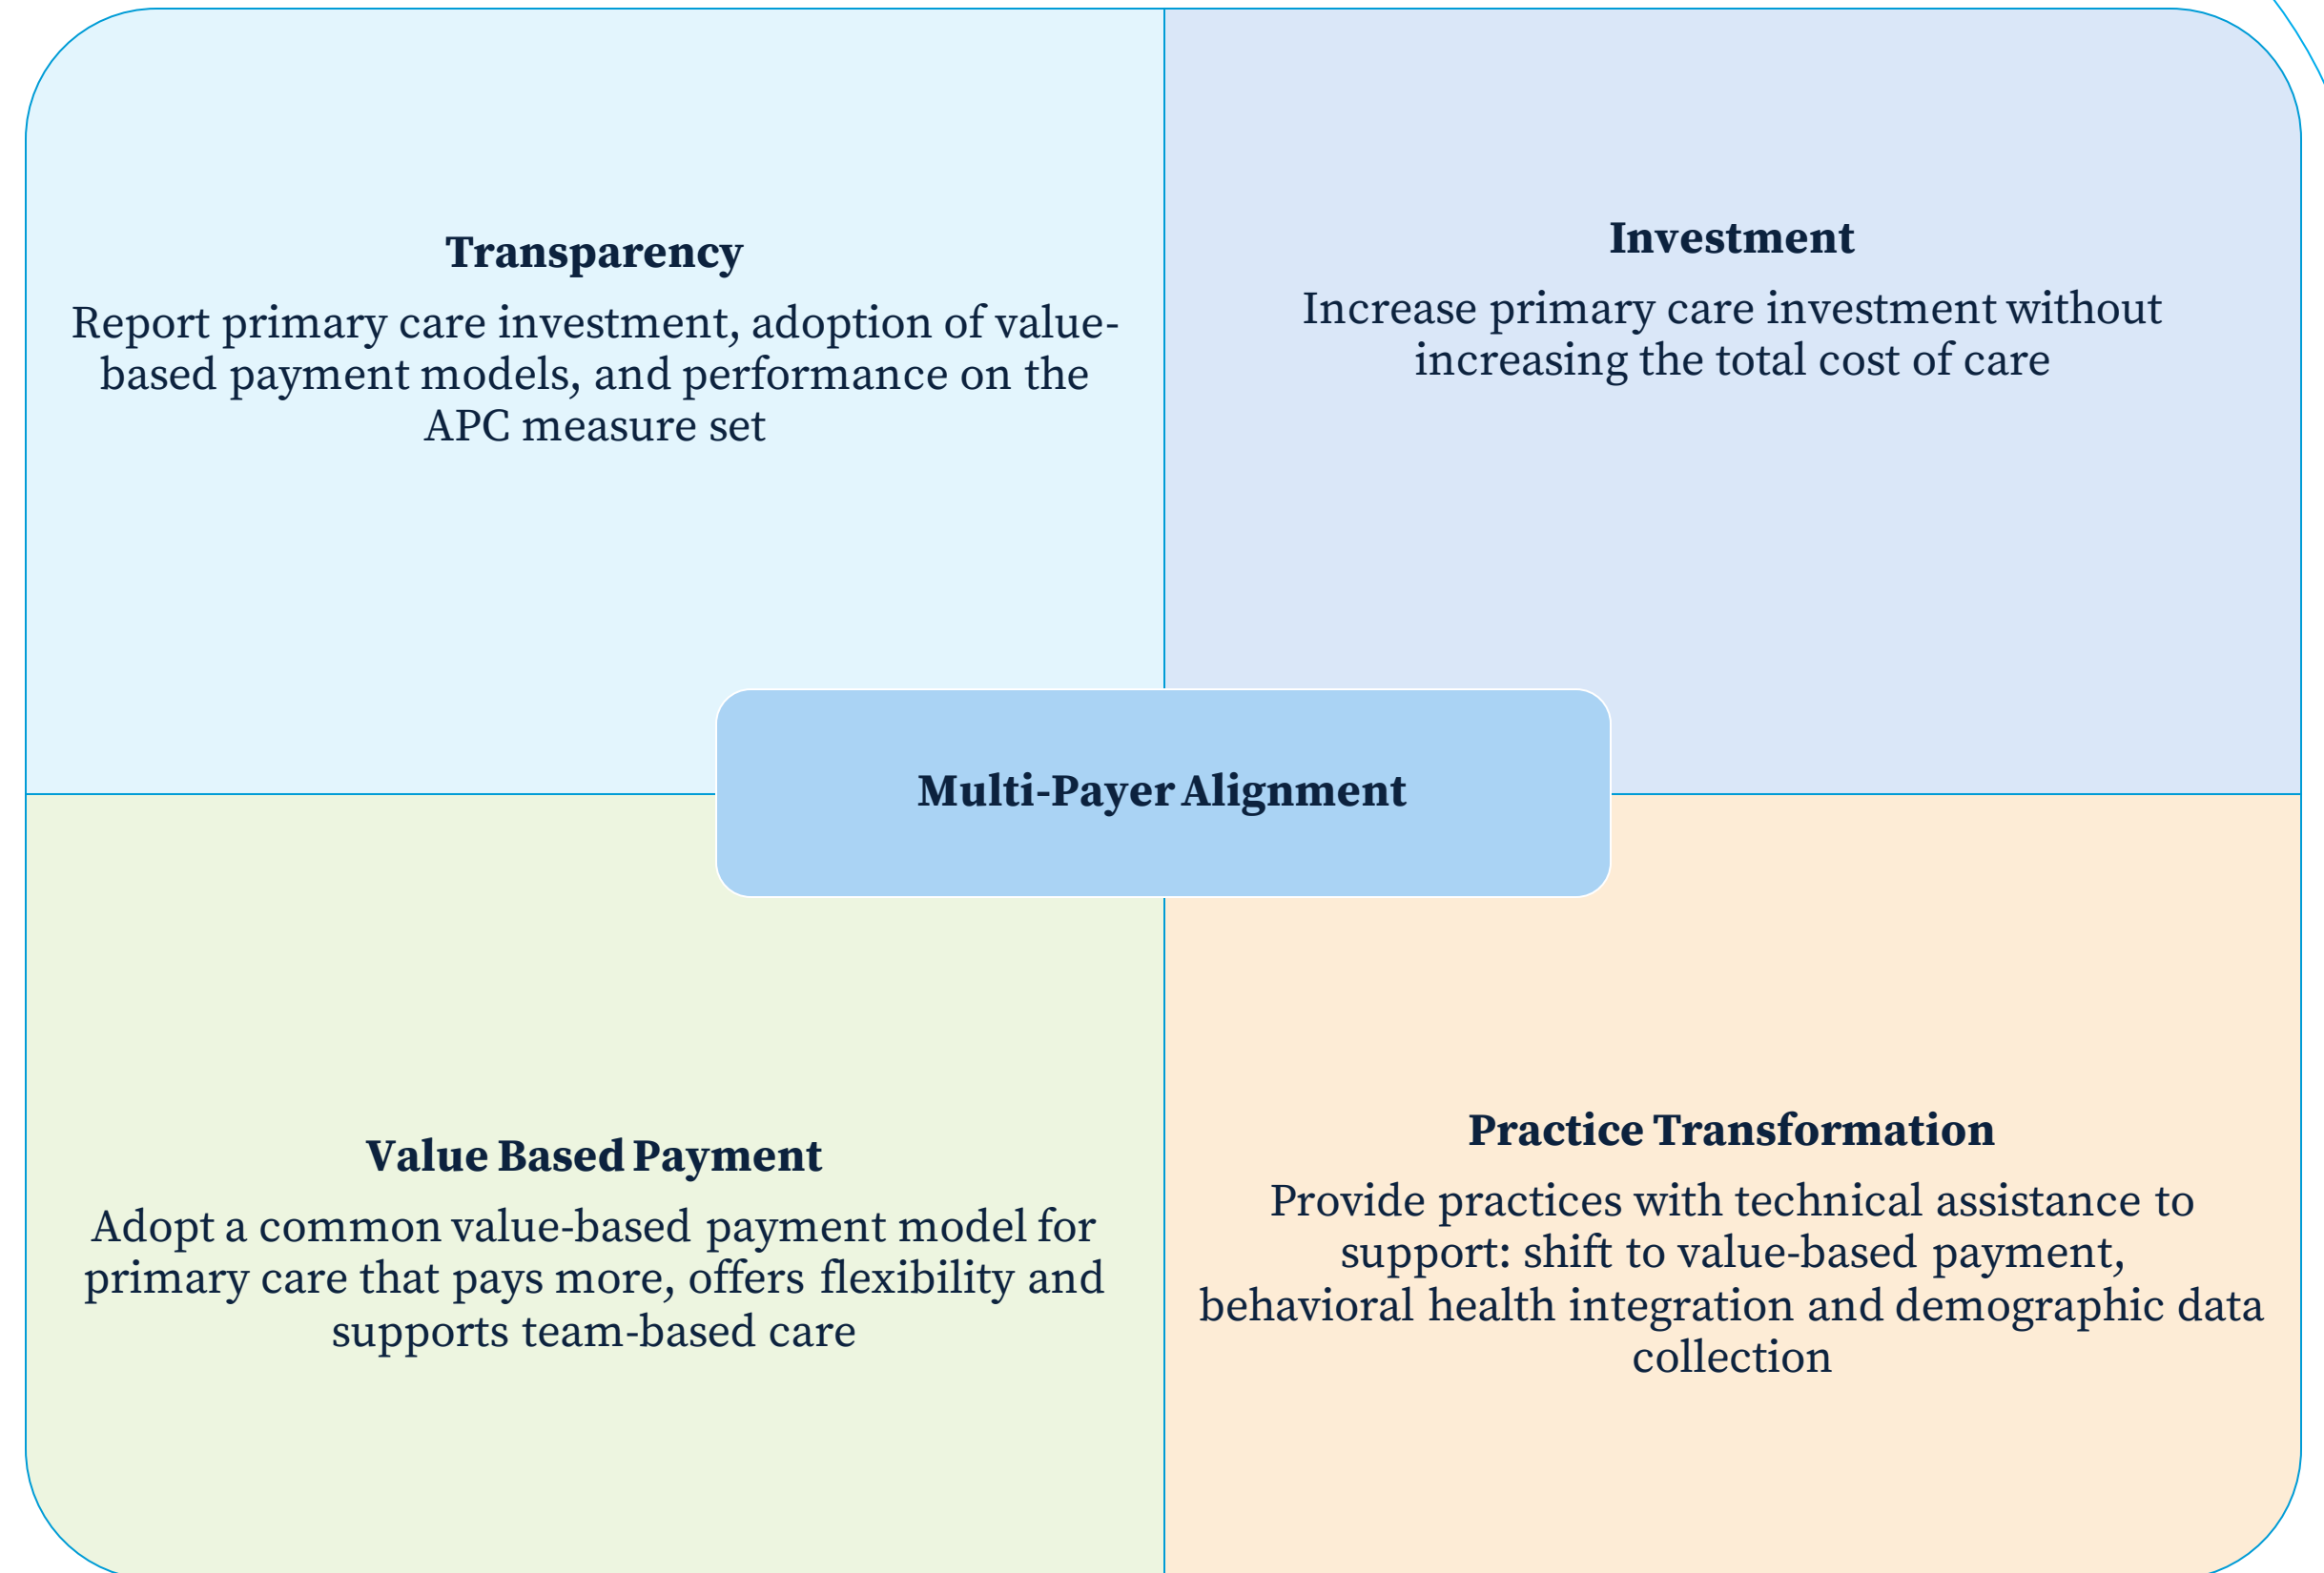 Transparency
Report primary care investment, adoption of value-
based payment models, and performance on the
APC measure set
Investment
Increase primary care investment without
increasing the total cost of care
Multi-Payer Alignment
Value Based Payment
Adopt a common value-based payment model for
primary care that pays more, offers flexibility and
supports team-based care
Practice Transformation
Provide practices with technical assistance to
support: shift to value-based payment,
behavioral health integration and demographic data
collection